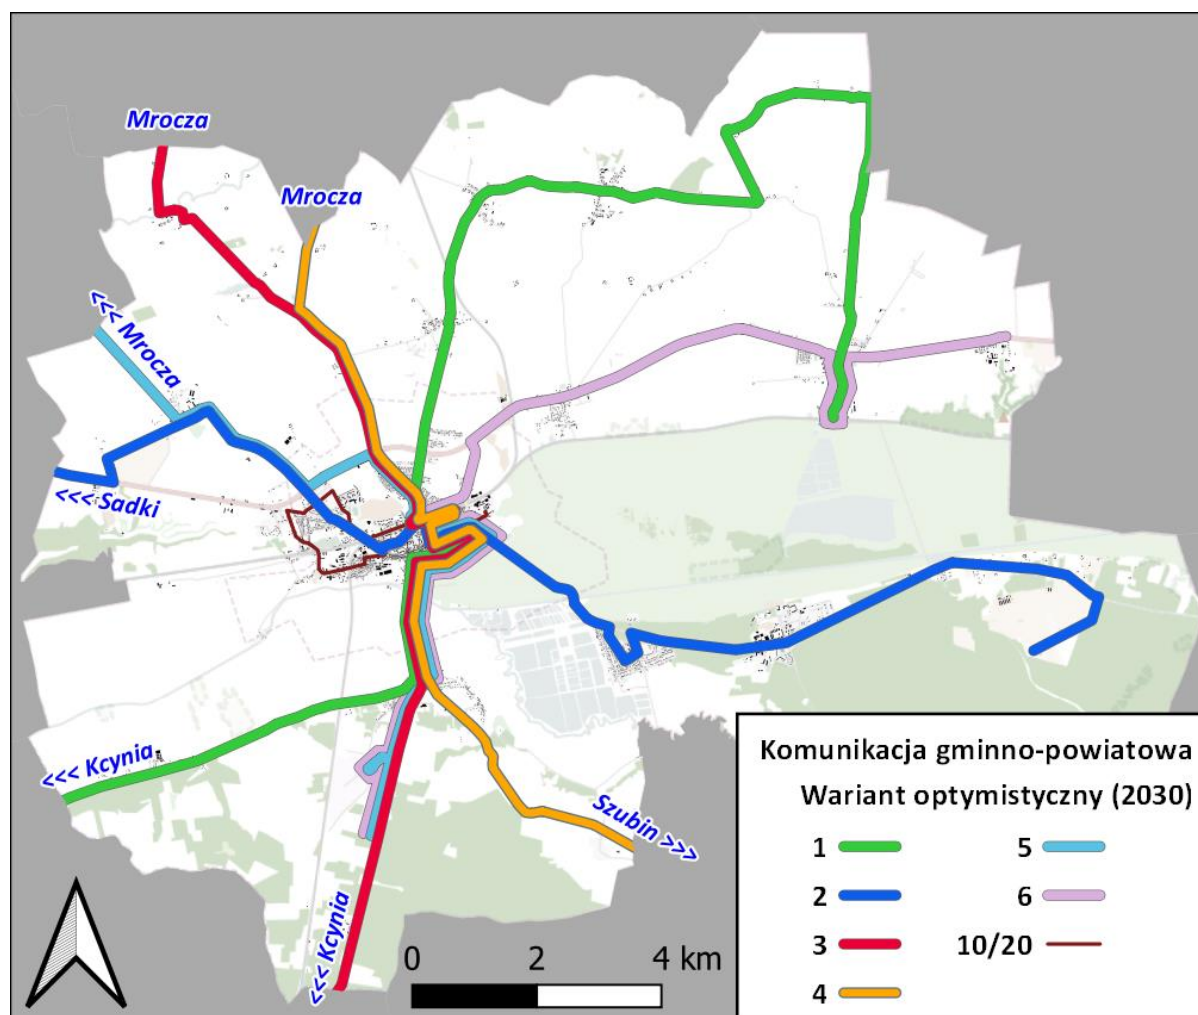 Mrocza
Mrocza
<<< Mrocza
<<< Sadki
<<< Kcynia
Szubin >>>
<<< Kcynia
0 2 4 km
Komunikacja gminno-powiatowa
Wariant optymistyczny (2030)
1 5
2 6
3 10/20
4